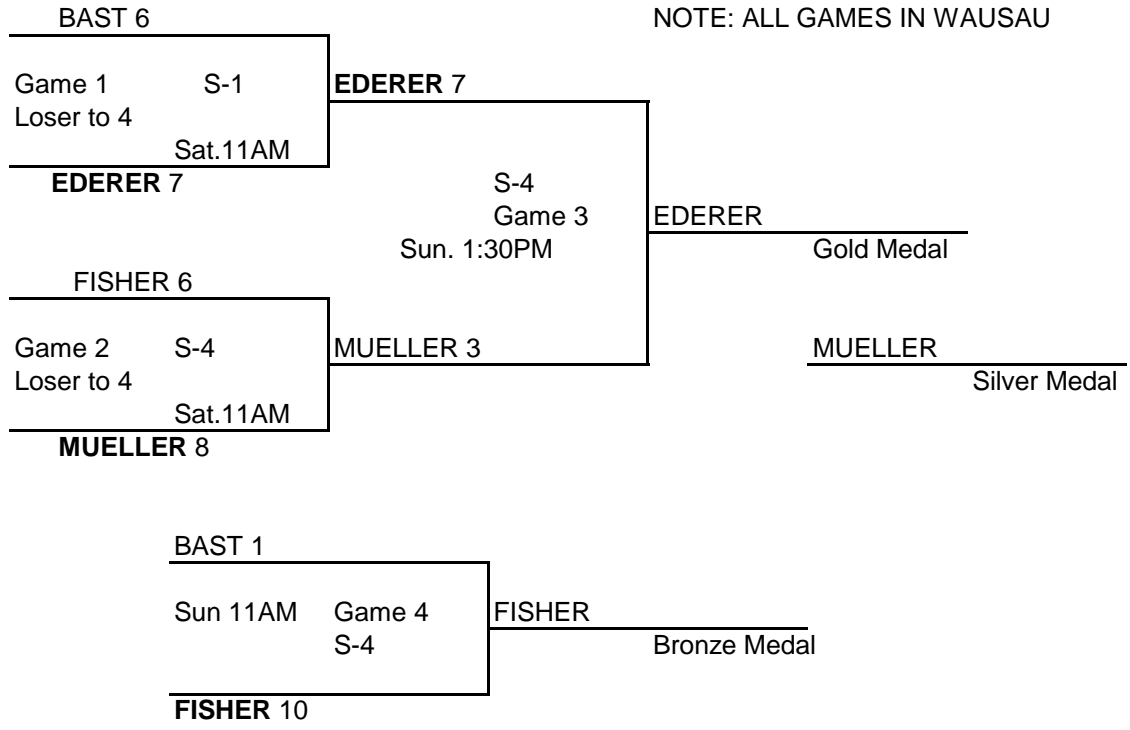 BAST 6
NOTE: ALL GAMES IN WAUSAU
Game 1 S-1
EDERER 7
Loser to 4
Sat.11AM
EDERER 7
S-4
Game 3
EDERER
Sun. 1:30PM
Gold Medal
FISHER 6
Game 2 S-4
MUELLER 3
MUELLER
Loser to 4
Silver Medal
Sat.11AM
MUELLER 8
BAST 1
Sun 11AM Game 4
FISHER
S-4
Bronze Medal
FISHER 10